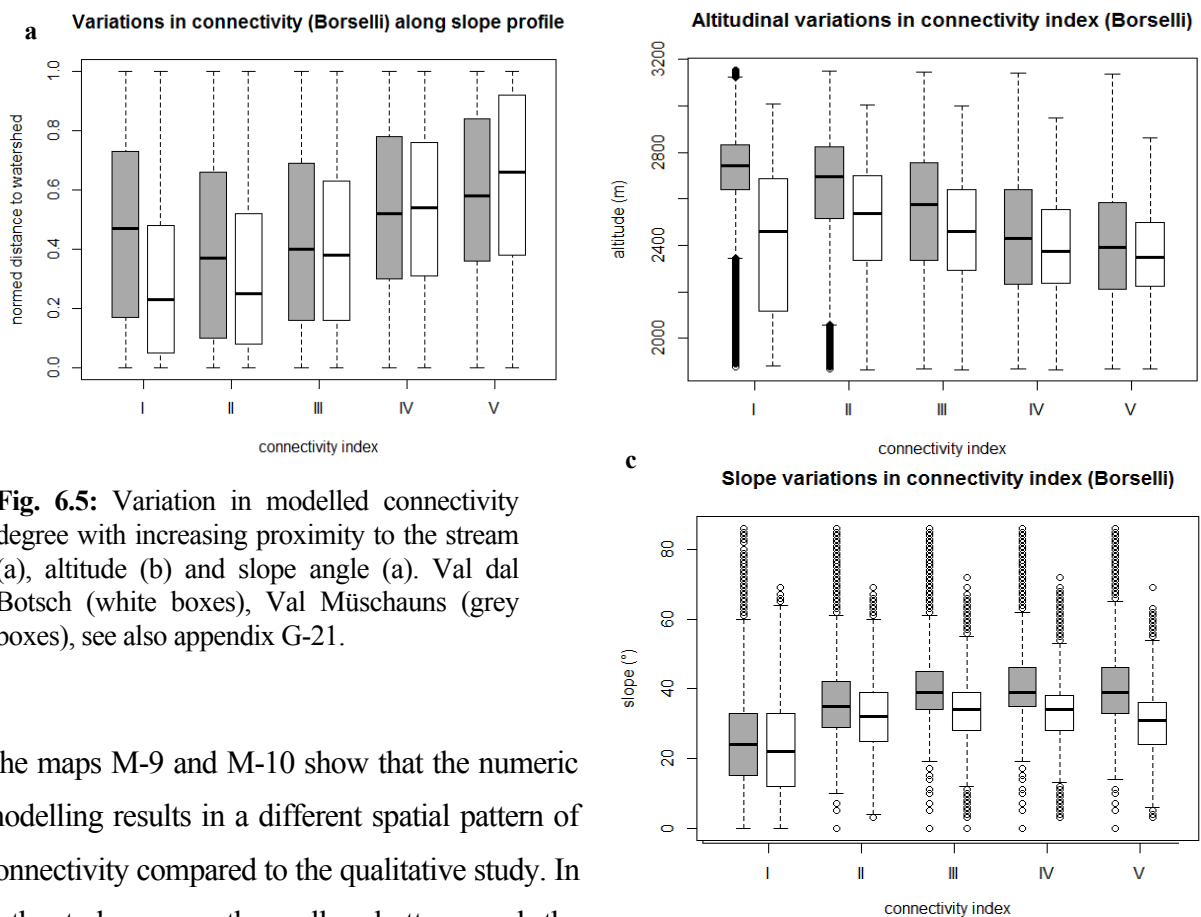 a
Variations in connectivity (Borselli) along slope profile
normed distance to watershed
1.0
0.8
0.6
0.4
0.2
0.0
I II III IV V
connectivity index
Altitudinal variations in connectivity index (Borselli)
altitude (m)
3200
2800
2400
2000
I II III IV V
connectivity index
Fig. 6.5: Variation in modelled connectivity
degree with increasing proximity to the stream
(a), altitude (b) and slope angle (a). Val dal
Botsch (white boxes), Val Müschauns (grey
boxes), see also appendix G-21.
c
Slope variations in connectivity index (Borselli)
slope (°)
80
60
40
20
0
I II III IV V
connectivity index
he maps M-9 and M-10 show that the numeric
nodelling results in a different spatial pattern of
onnectivity compared to the qualitative study. In